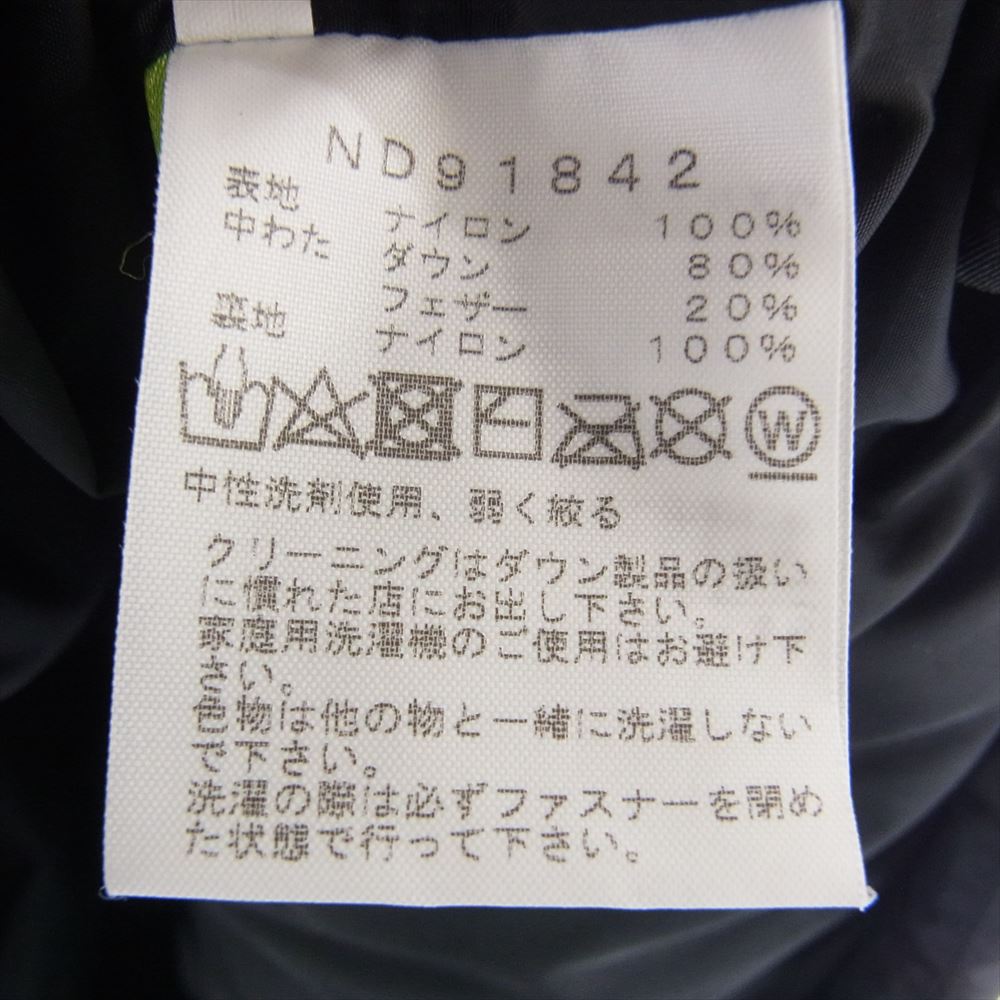 ND91842
表地 ナイロン 100%
中わた ダウン 80%
フェザー 20%
裏地 ナイロン 100%
W
中性洗剤使用、弱く絞る
クリーニングはダウン製品の扱い
に慣れた店にお出し下さい。
家庭用洗濯機のご使用はお避け下
さい。
色物は他の物と一緒に洗濯しない
で下さい。
洗濯の際は必ずファスナーを閉め
た状態で行って下さい。